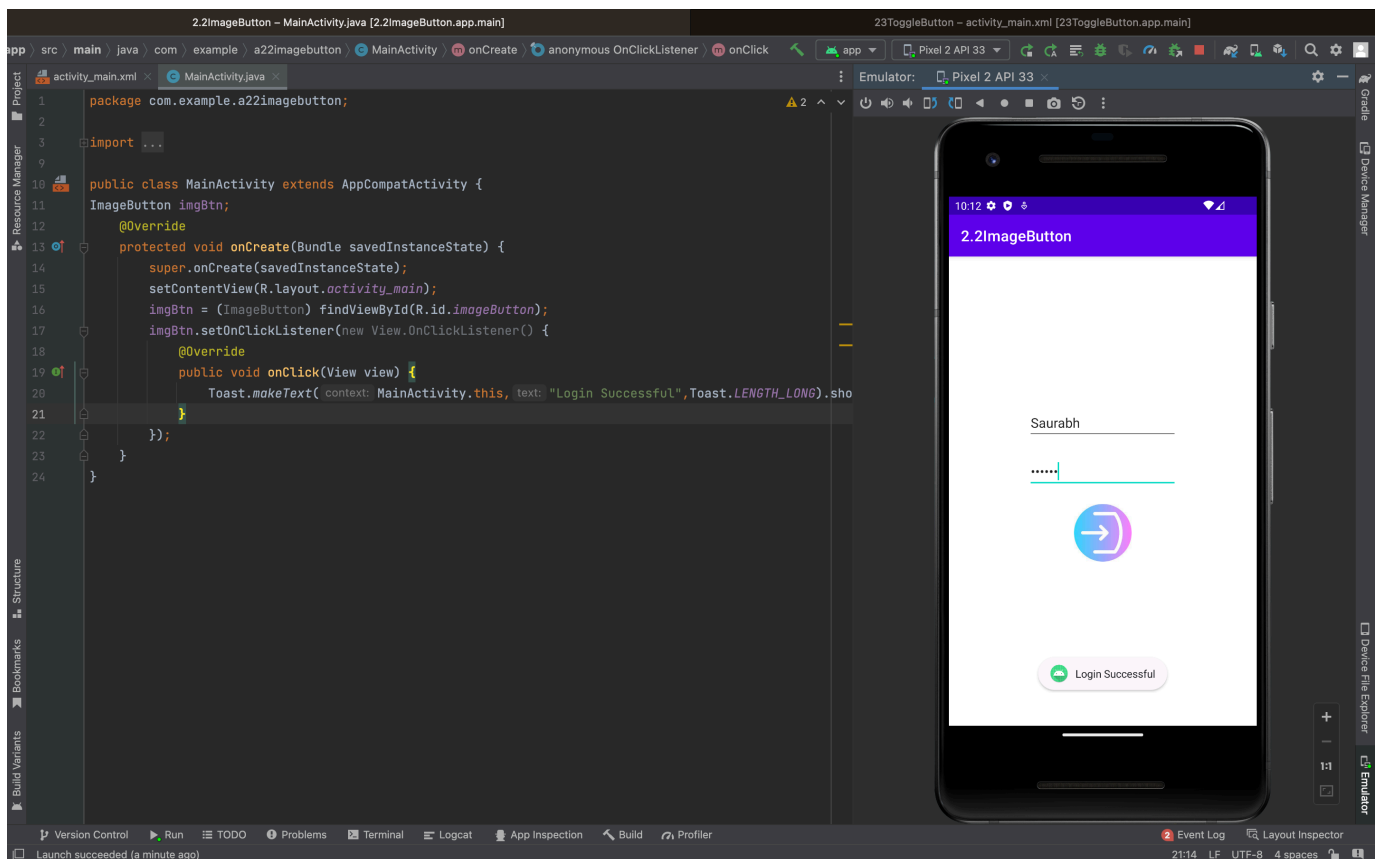 2.2ImageButton – MainActivity.java [2.2ImageButton.app.main]
23ToggleButton – activity_main.xml [23ToggleButton.app.main]
app 〉 src 〉 main 〉 java 〉 com 〉 example 〉 a22imagebutton 〉 MainActivity 〉 onCreate 〉 anonymous OnClickListener 〉 onClick
app
Pixel 2 API 33
activity_main.xml
MainActivity.java
Emulator:
Pixel 2 API 33
1 package com.example.a22imagebutton;
2
3 import ...
9
10 public class MainActivity extends AppCompatActivity {
11 ImageButton imgBtn;
12 @Override
13 protected void onCreate(Bundle savedInstanceState) {
14 super.onCreate(savedInstanceState);
15 setContentView(R.layout.activity_main);
16 imgBtn = (ImageButton) findViewById(R.id.imageButton);
17 imgBtn.setOnClickListener(new View.OnClickListener() {
18 @Override
19 public void onClick(View view) {
20 Toast.makeText( context: MainActivity.this, text: "Login Successful",Toast.LENGTH_LONG).sho
21 }
22 });
23 }
24 }
2
Project
Resource Manager
Structure
Bookmarks
Build Variants
10:12
2.2ImageButton
Saurabh
••••••
Login Successful
Gradle
Device Manager
Device File Explorer
Emulator
+
−
1:1
Version Control
Run
TODO
Problems
Terminal
Logcat
App Inspection
Build
Profiler
2 Event Log
Layout Inspector
Launch succeeded (a minute ago)
21:14 LF UTF-8 4 spaces